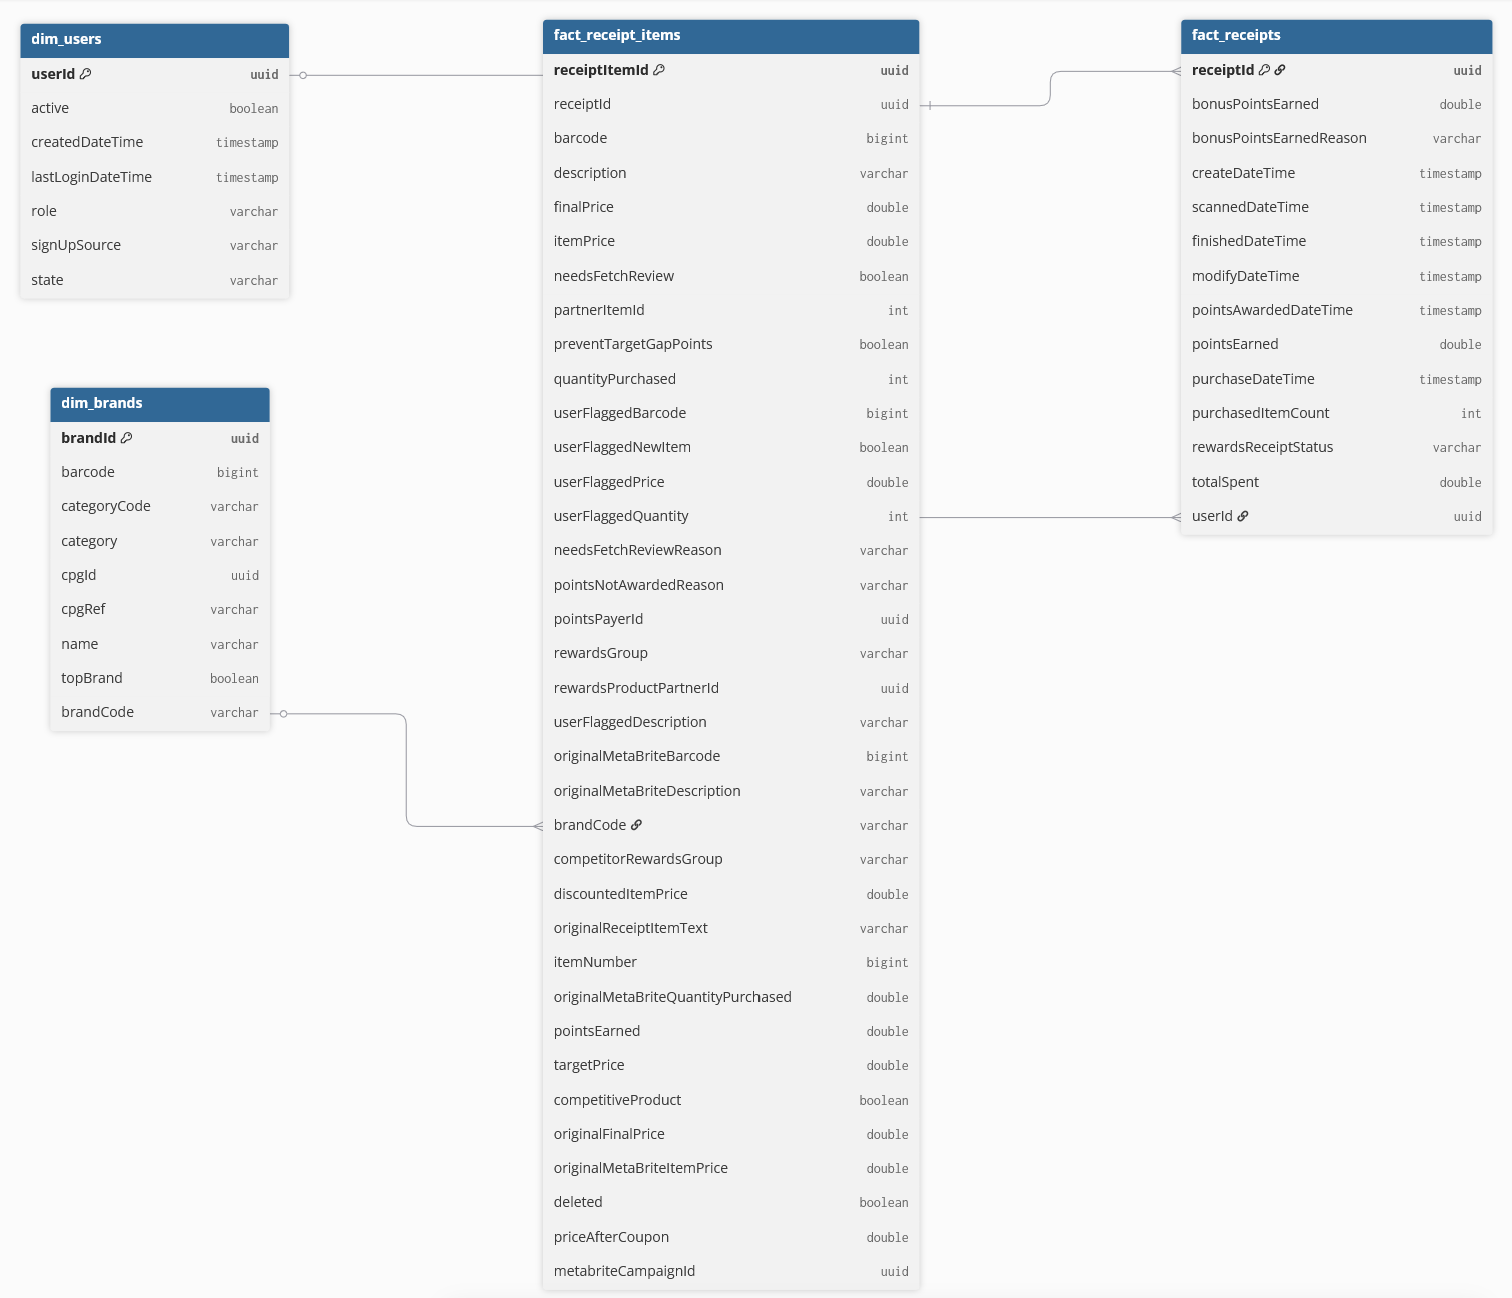 dim_users
userId uuid
active boolean
createdDateTime timestamp
lastLoginDateTime timestamp
role varchar
signUpSource varchar
state varchar
dim_brands
brandId uuid
barcode bigint
categoryCode varchar
category varchar
cpgId uuid
cpgRef varchar
name varchar
topBrand boolean
brandCode varchar
fact_receipt_items
receiptItemId uuid
receiptId uuid
barcode bigint
description varchar
finalPrice double
itemPrice double
needsFetchReview boolean
partnerItemId int
preventTargetGapPoints boolean
quantityPurchased int
userFlaggedBarcode bigint
userFlaggedNewItem boolean
userFlaggedPrice double
userFlaggedQuantity int
needsFetchReviewReason varchar
pointsNotAwardedReason varchar
pointsPayerId uuid
rewardsGroup varchar
rewardsProductPartnerId uuid
userFlaggedDescription varchar
originalMetaBriteBarcode bigint
originalMetaBriteDescription varchar
brandCode varchar
competitorRewardsGroup varchar
discountedItemPrice double
originalReceiptItemText varchar
itemNumber bigint
originalMetaBriteQuantityPurchased double
pointsEarned double
targetPrice double
competitiveProduct boolean
originalFinalPrice double
originalMetaBriteItemPrice double
deleted boolean
priceAfterCoupon double
metabriteCampaignId uuid
fact_receipts
receiptId uuid
bonusPointsEarned double
bonusPointsEarnedReason varchar
createDateTime timestamp
scannedDateTime timestamp
finishedDateTime timestamp
modifyDateTime timestamp
pointsAwardedDateTime timestamp
pointsEarned double
purchaseDateTime timestamp
purchasedItemCount int
rewardsReceiptStatus varchar
totalSpent double
userId uuid